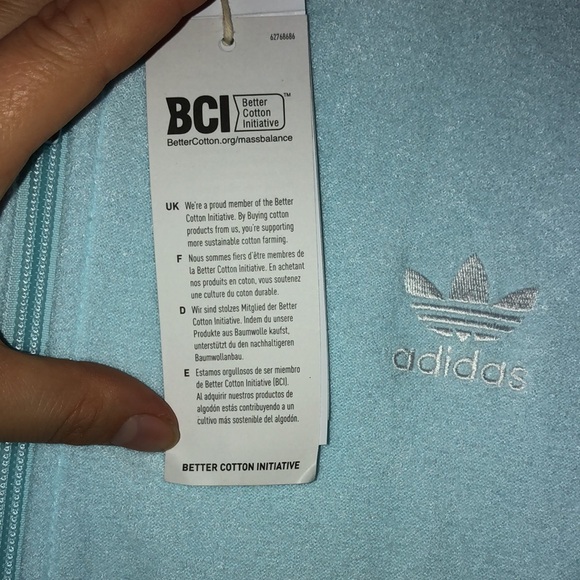 62768686
BCI Better Cotton Initiative™
BetterCotton.org/massbalance
UK We're a proud member of the Better
Cotton Initiative. By Buying cotton
products from us, you're supporting
more sustainable cotton farming.
F Nous sommes fiers d'être membres de
la Better Cotton Initiative. En achetant
nos produits en coton, vous soutenez
une culture du coton durable.
D Wir sind stolzes Mitglied der Better
Cotton Initiative. Indem du unsere
Produkte aus Baumwolle kaufst,
unterstützt du den nachhaltigeren
Baumwollanbau.
E Estamos orgullosos de ser miembro
de Better Cotton Initiative (BCI).
Al adquirir nuestros productos de
algodón estás contribuyendo a un
cultivo más sostenible del algodón.
BETTER COTTON INITIATIVE
adidas